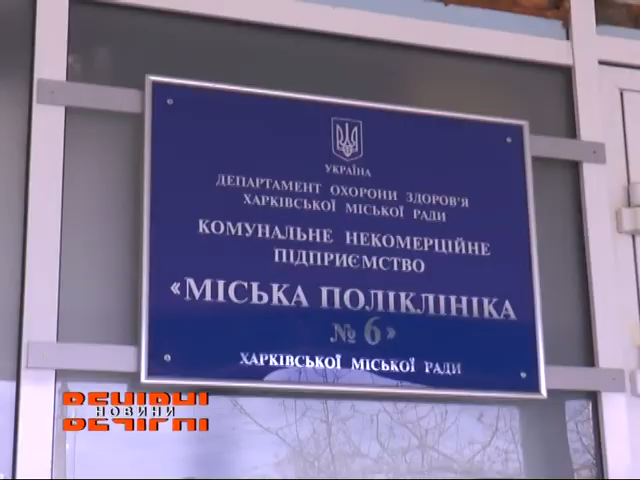 УКРАЇНА
ДЕПАРТАМЕНТ ОХОРОНИ ЗДОРОВ'Я
ХАРКІВСЬКОЇ МІСЬКОЇ РАДИ
КОМУНАЛЬНЕ НЕКОМЕРЦІЙНЕ
ПІДПРИЄМСТВО
«МІСЬКА ПОЛІКЛІНІКА
№ 6»
ХАРКІВСЬКОЇ МІСЬКОЇ РАДИ
ВЕЧІРНІ
НОВИНИ
ВЕЧІРНІ